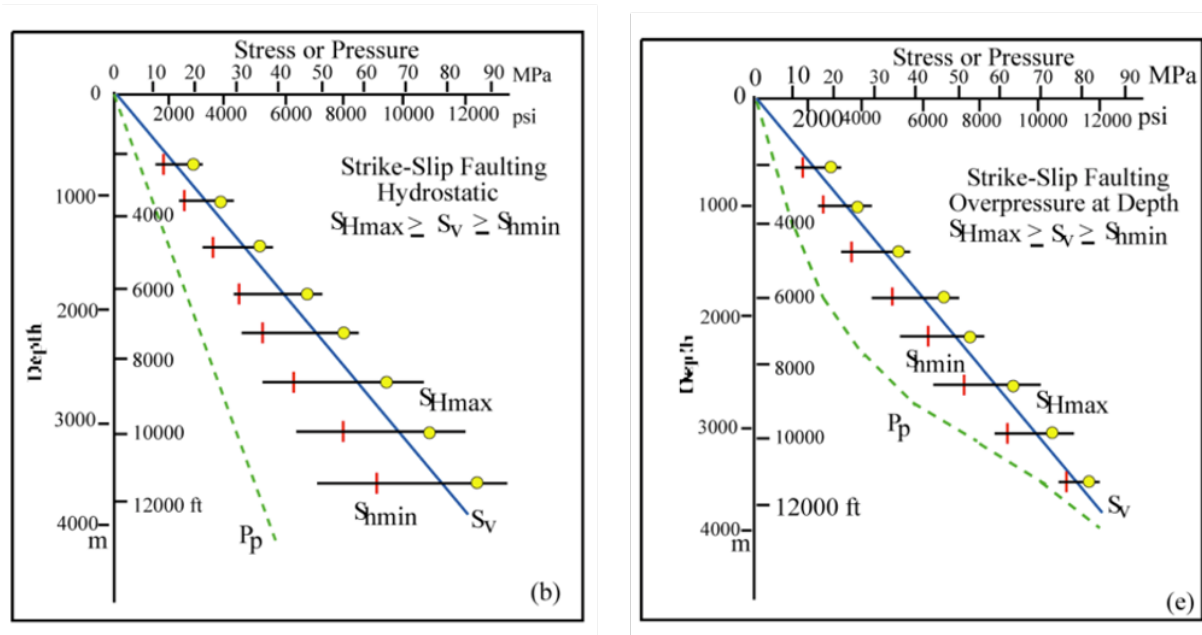 Stress or Pressure
0 10 20 30 40 50 60 70 80 90 MPa
0
2000 4000 6000 8000 10000 12000 psi
Strike-Slip Faulting
Hydrostatic
SHmax ≥ Sv ≥ Shmin
1000
4000
6000
2000
Depth
8000
SHmax
3000
10000
12000 ft
Shmin
Sv
4000
m
Pp
(b)
Stress or Pressure
0 10 20 30 40 50 60 70 80 90 MPa
0
2000 4000 6000 8000 10000 12000 psi
Strike-Slip Faulting
Overpressure at Depth
SHmax ≥ Sv ≥ Shmin
1000
4000
6000
2000
Depth
Shmin
8000
SHmax
Pp
3000
10000
12000 ft
Sv
4000
m
(e)